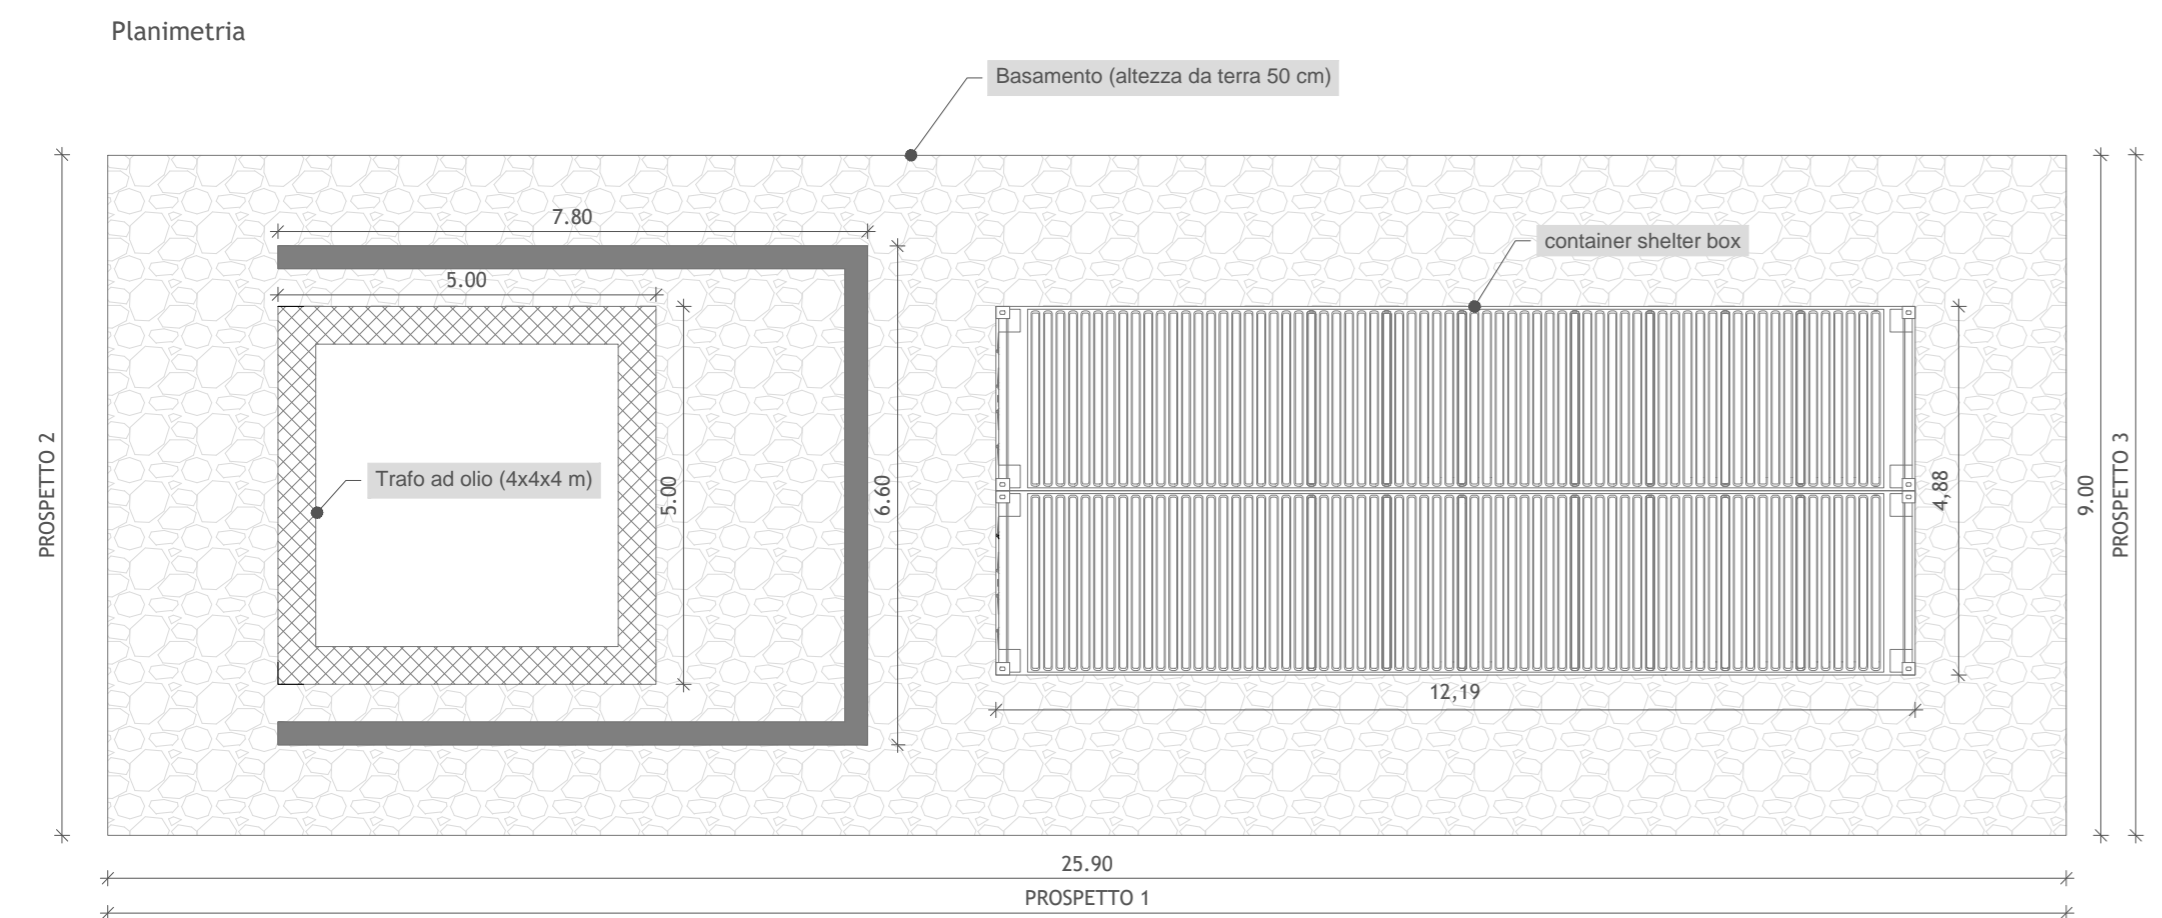 Planimetria
Basamento (altezza da terra 50 cm)
7.80
container shelter box
5.00
Trafo ad olio (4x4x4 m)
5.00
6.60
4,88
9.00
PROSPETTO 2
PROSPETTO 3
12,19
25.90
PROSPETTO 1